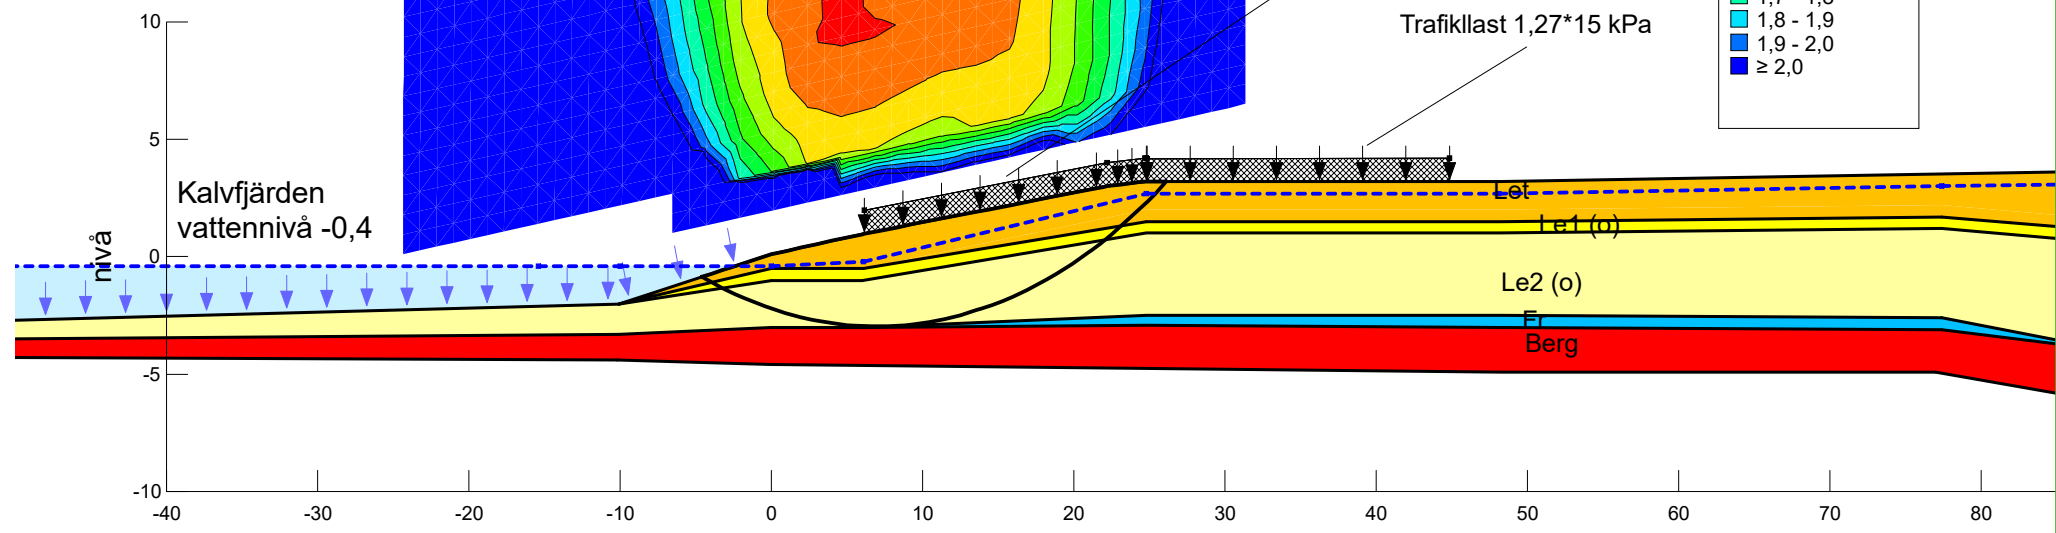 10
5
0
-5
-10
nivå
Kalvfjärden
vattennivå -0,4
Trafikllast 1,27*15 kPa
1,8 - 1,9
1,9 - 2,0
≥ 2,0
Let
Le1 (o)
Le2 (o)
Fr
Berg
-40 -30 -20 -10 0 10 20 30 40 50 60 70 80